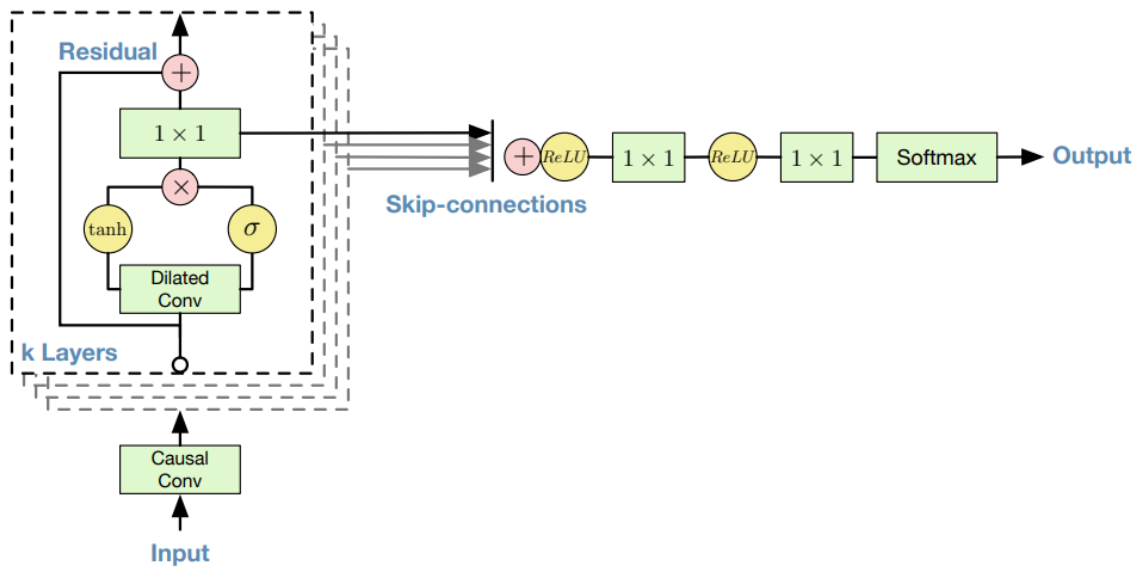 Residual
+
1 × 1
×
tanh
σ
Dilated
Conv
k Layers
Causal
Conv
Input
Skip-connections
+
ReLU
1 × 1
ReLU
1 × 1
Softmax
Output